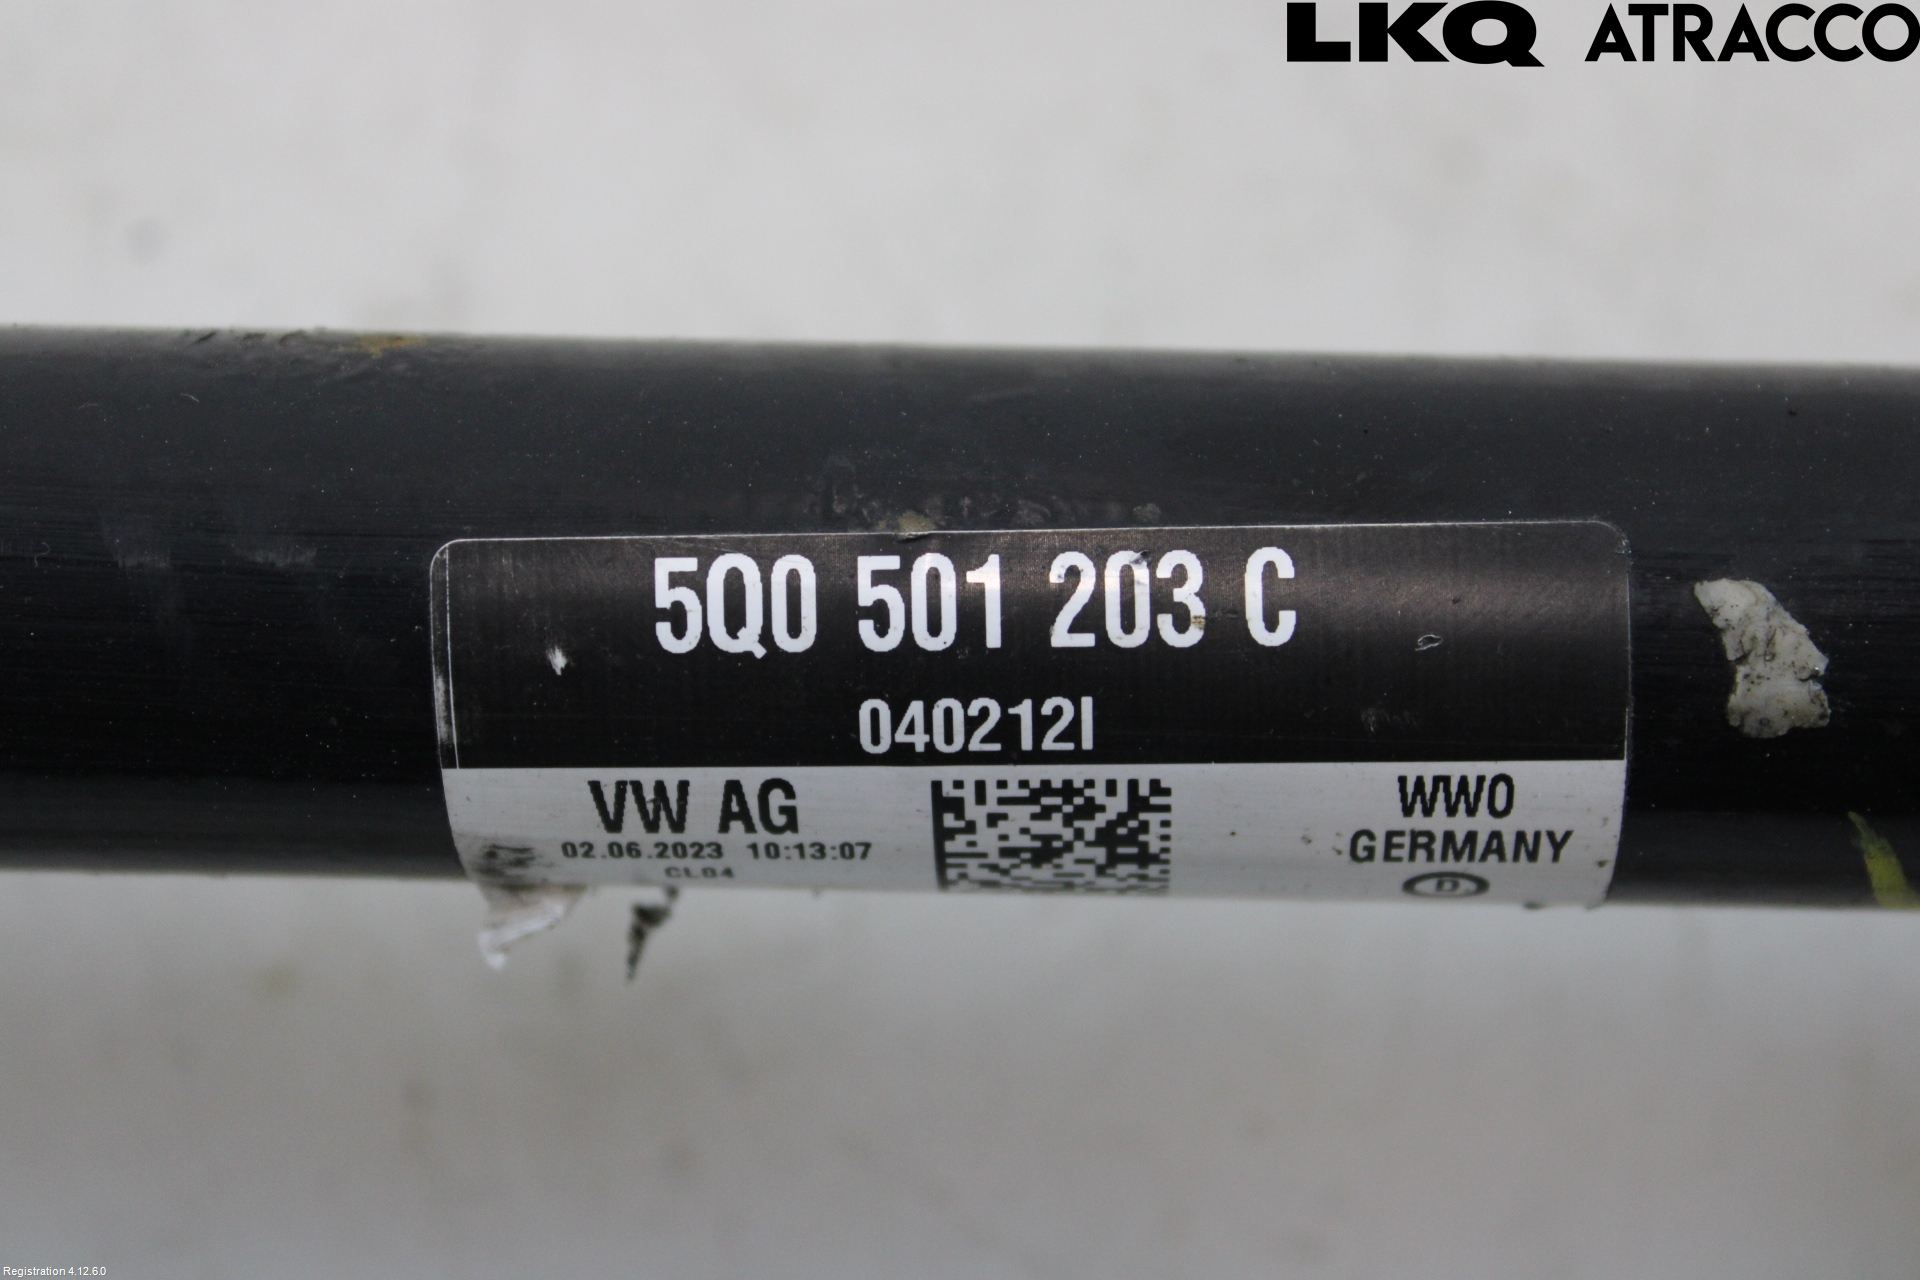 LKQ ATRACCO
5Q0 501 203 C
040212I
VW AG
WW0
02.06.2023 10:13:07
GERMANY
CL04
D
Registration 4.12.6.0